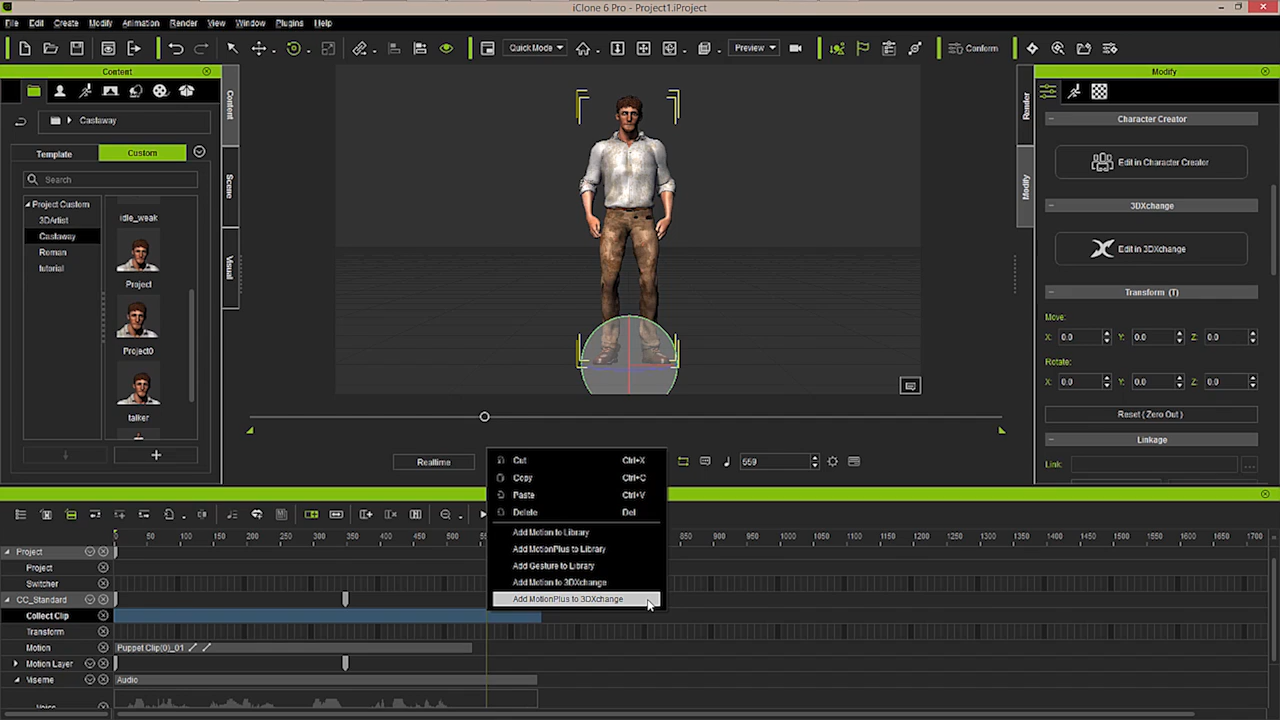 iClone 6 Pro - Project1.iProject
File Edit Create Modify Animation Render View Window Plugins Help
Quick Mode Preview Conform
Content
Castaway
Template Custom
Search
Project Custom
3DArtist
Castaway
Roman
tutorial
idle_weak
Project
Project0
talker
Content
Scene
Visual
Render
Modify
Modify
Character Creator
Edit in Character Creator
3DXchange
Edit in 3DXchange
Transform (T)
Move:
X: 0.0 Y: 0.0 Z: 0.0
Rotate:
X: 0.0 Y: 0.0 Z: 0.0
Reset ( Zero Out )
Linkage
Link:
Realtime
559
Cut Ctrl+X
Copy Ctrl+C
Paste Ctrl+V
Delete Del
Add Motion to Library
Add MotionPlus to Library
Add Gesture to Library
Add Motion to 3DXchange
Add MotionPlus to 3DXchange
0 50 100 150 200 250 300 350 400 450 500 850 900 950 1000 1050 1100 1150 1200 1250 1300 1350 1400 1450 1500 1550 1600 1650 1700
Project
Project
Switcher
CC_Standard
Collect Clip
Transform
Motion Puppet Clip(0)_01
Motion Layer
Viseme Audio